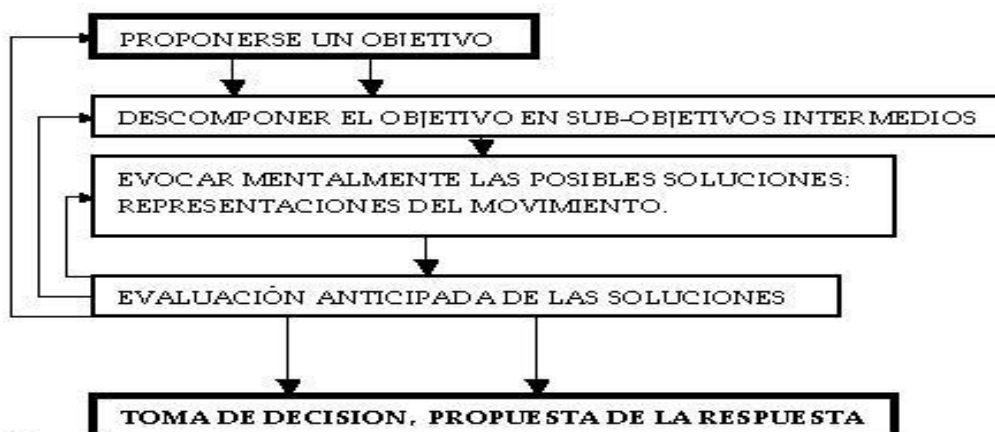 PROPONERSE UN OBJETIVO
DESCOMPONER EL OBJETIVO EN SUB-OBJETIVOS INTERMEDIOS
EVOCAR MENTALMENTE LAS POSIBLES SOLUCIONES:
REPRESENTACIONES DEL MOVIMIENTO.
EVALUACIÓN ANTICIPADA DE LAS SOLUCIONES
TOMA DE DECISION, PROPUESTA DE LA RESPUESTA